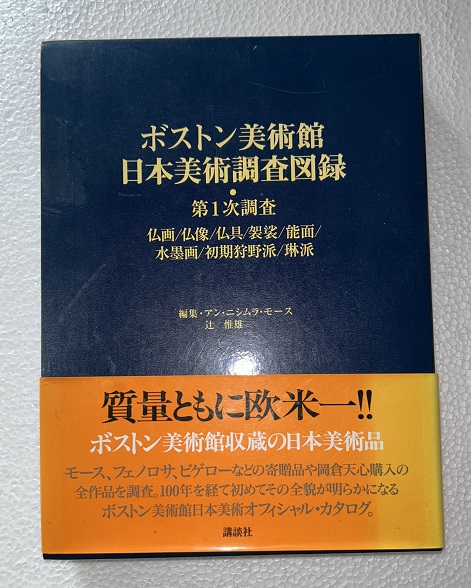 ボストン美術館
日本美術調査図録
・
第1次調査
仏画/仏像/仏具/袈裟/能面/
水墨画/初期狩野派/琳派
編集・アン・ニシムラ・モース
辻 惟雄
質量ともに欧米一!!
ボストン美術館収蔵の日本美術品
モース、フェノロサ、ビゲローなどの寄贈品や岡倉天心購入の
全作品を調査。100年を経て初めてその全貌が明らかになる
ボストン美術館日本美術オフィシャル・カタログ。
講談社